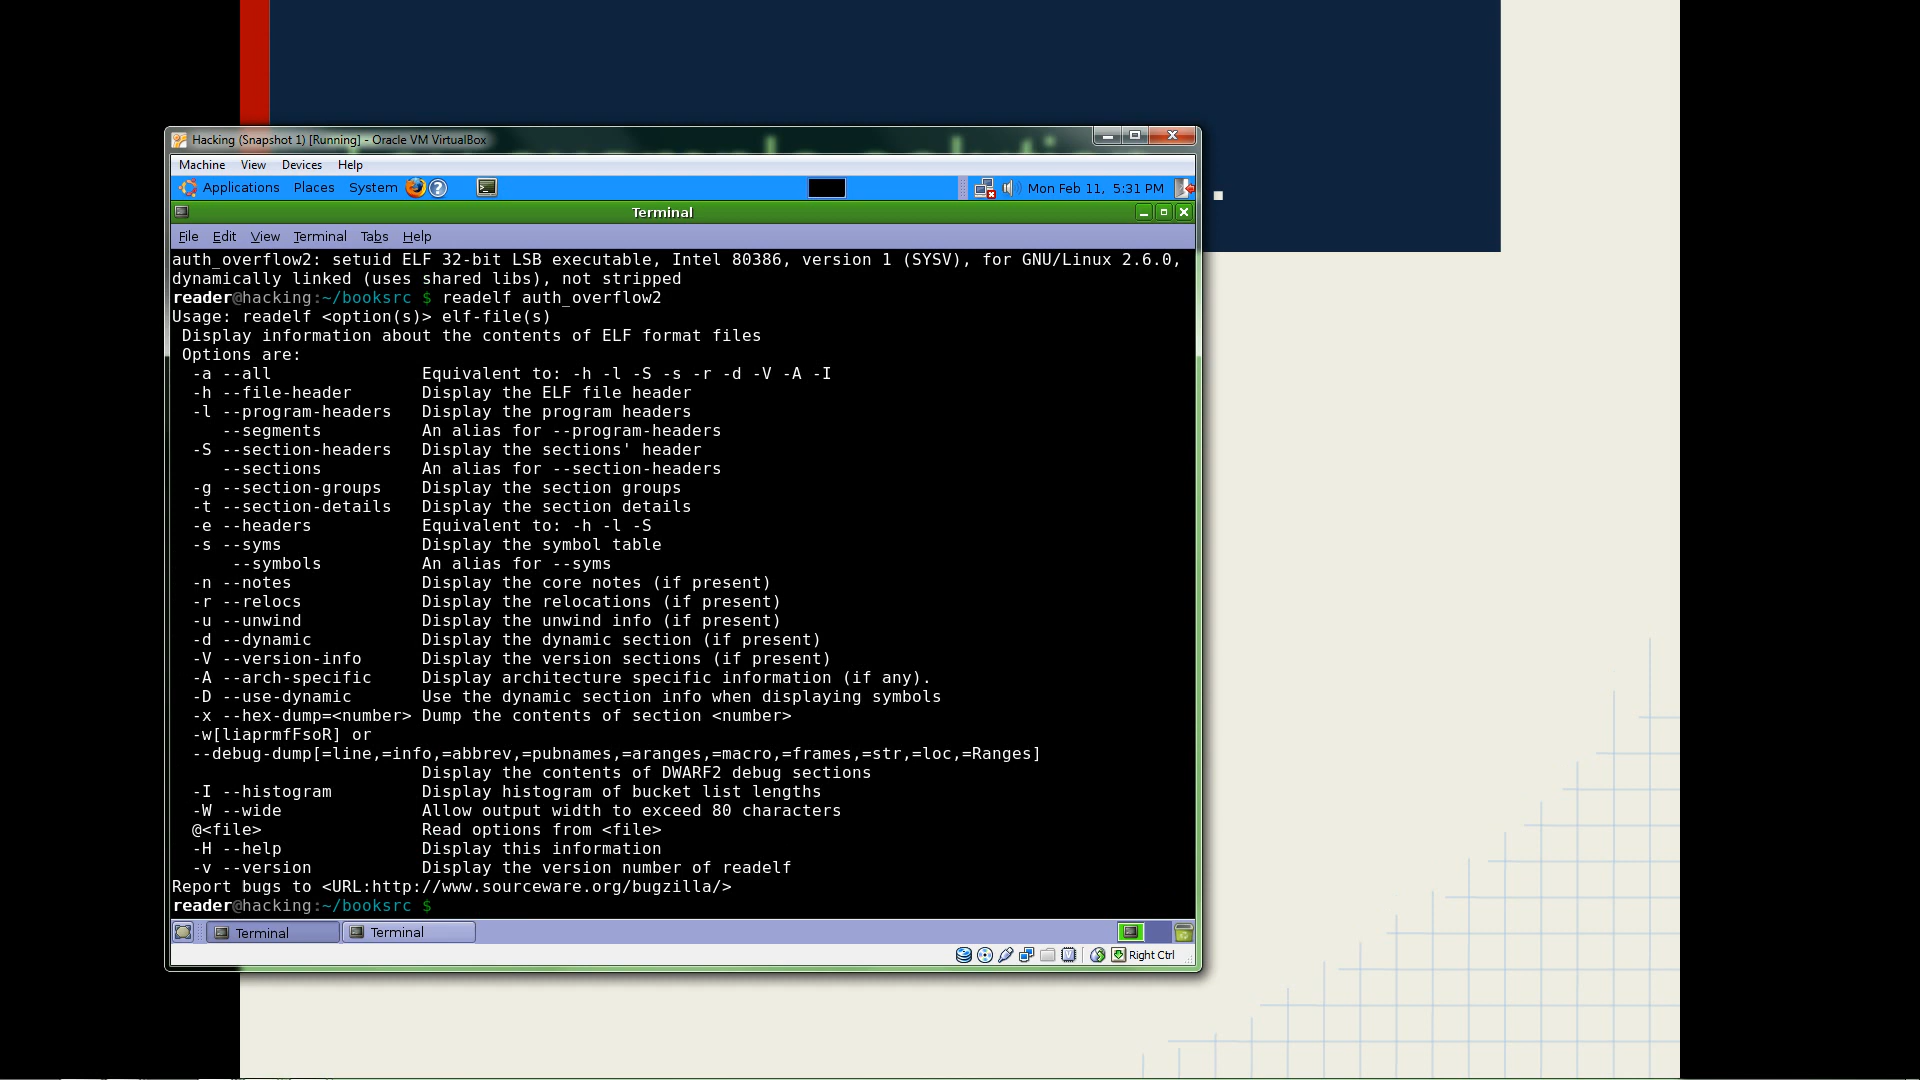 Hacking (Snapshot 1) [Running] - Oracle VM VirtualBox
Machine View Devices Help
Applications Places System Mon Feb 11, 5:31 PM
Terminal
File Edit View Terminal Tabs Help
auth_overflow2: setuid ELF 32-bit LSB executable, Intel 80386, version 1 (SYSV), for GNU/Linux 2.6.0,
dynamically linked (uses shared libs), not stripped
reader@hacking:~/booksrc $ readelf auth_overflow2
Usage: readelf <option(s)> elf-file(s)
 Display information about the contents of ELF format files
 Options are:
  -a --all               Equivalent to: -h -l -S -s -r -d -V -A -I
  -h --file-header       Display the ELF file header
  -l --program-headers   Display the program headers
     --segments          An alias for --program-headers
  -S --section-headers   Display the sections' header
     --sections          An alias for --section-headers
  -g --section-groups    Display the section groups
  -t --section-details   Display the section details
  -e --headers           Equivalent to: -h -l -S
  -s --syms              Display the symbol table
      --symbols          An alias for --syms
  -n --notes             Display the core notes (if present)
  -r --relocs            Display the relocations (if present)
  -u --unwind            Display the unwind info (if present)
  -d --dynamic           Display the dynamic section (if present)
  -V --version-info      Display the version sections (if present)
  -A --arch-specific     Display architecture specific information (if any).
  -D --use-dynamic       Use the dynamic section info when displaying symbols
  -x --hex-dump=<number> Dump the contents of section <number>
  -w[liaprmfFsoR] or
  --debug-dump[=line,=info,=abbrev,=pubnames,=aranges,=macro,=frames,=str,=loc,=Ranges]
                         Display the contents of DWARF2 debug sections
  -I --histogram         Display histogram of bucket list lengths
  -W --wide              Allow output width to exceed 80 characters
  @<file>                Read options from <file>
  -H --help              Display this information
  -v --version           Display the version number of readelf
Report bugs to <URL:http://www.sourceware.org/bugzilla/>
reader@hacking:~/booksrc $
Terminal Terminal
Right Ctrl